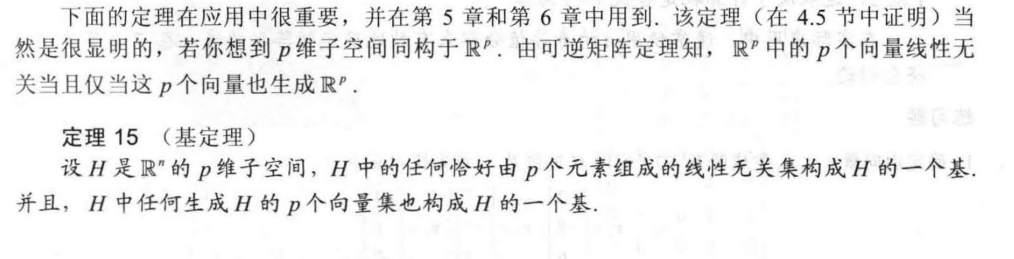 下面的定理在应用中很重要，并在第 5 章和第 6 章中用到. 该定理（在 4.5 节中证明）当
然是很显明的，若你想到 p 维子空间同构于 ℝᵖ. 由可逆矩阵定理知， ℝᵖ 中的 p 个向量线性无
关当且仅当这 p 个向量也生成 ℝᵖ.
定理 15 （基定理）
设 H 是 ℝⁿ 的 p 维子空间，H 中的任何恰好由 p 个元素组成的线性无关集构成 H 的一个基.
并且， H 中任何生成 H 的 p 个向量集也构成 H 的一个基.